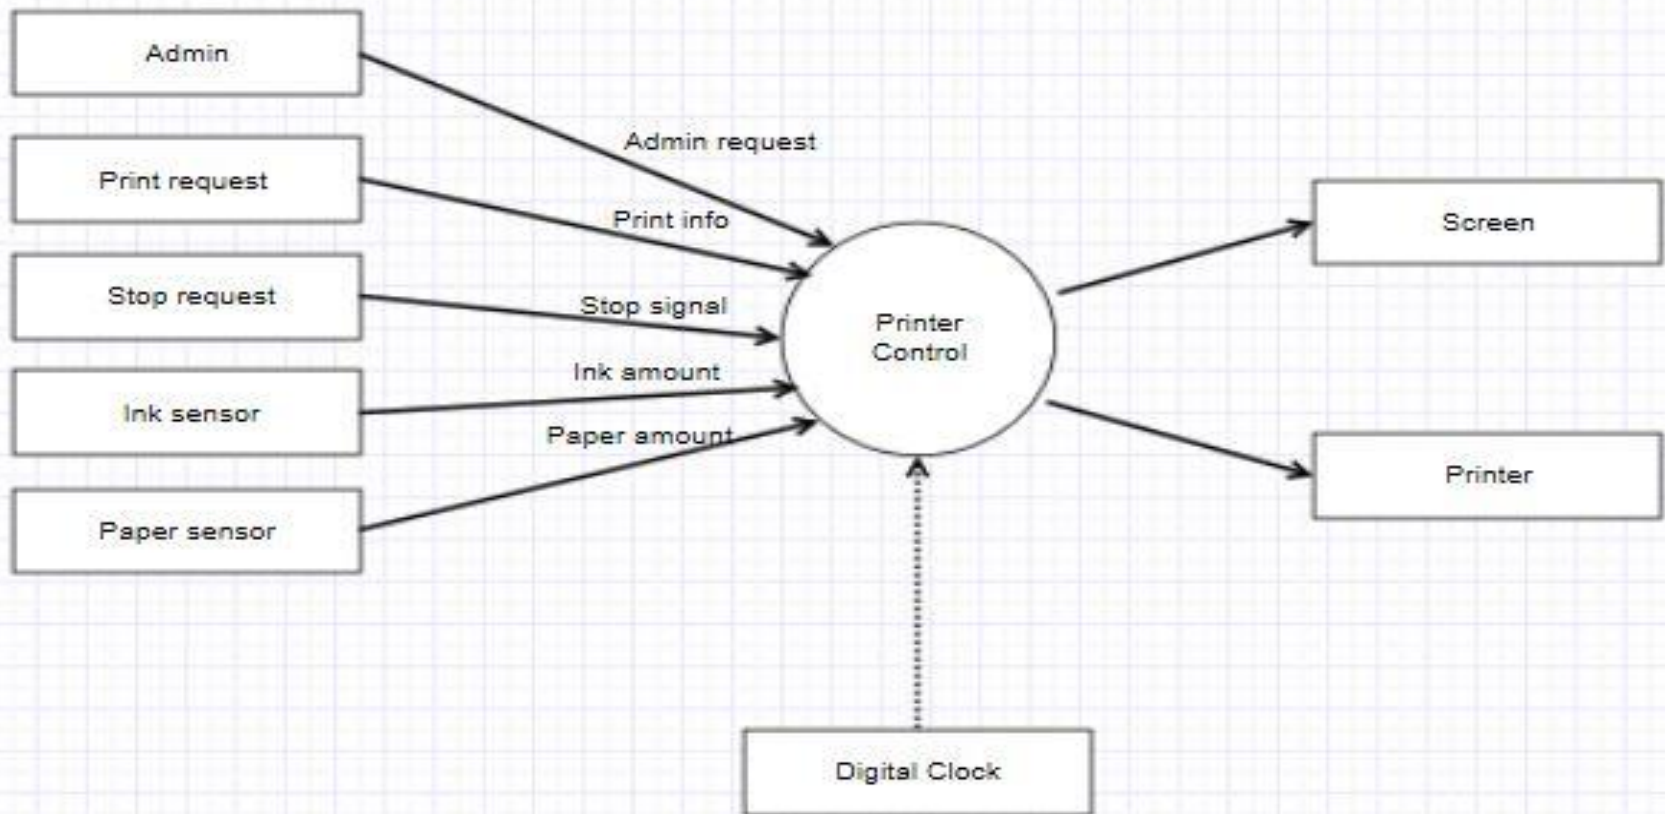 Admin
Admin request
Print request
Print info
Stop request
Stop signal
Ink sensor
Ink amount
Paper amount
Paper sensor
Printer
Control
Screen
Printer
Digital Clock